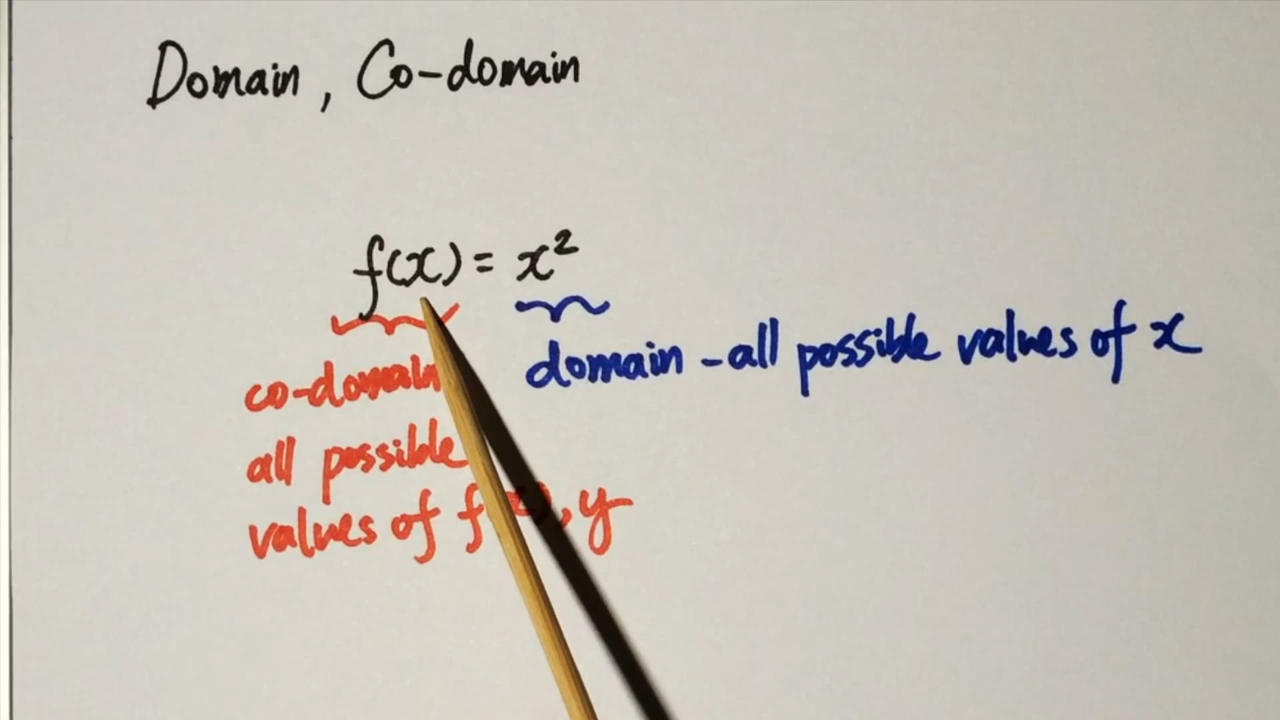 Domain, Co-domain
f(x) = x²
domain - all possible values of x
co-domain
all possible
values of f(x), y